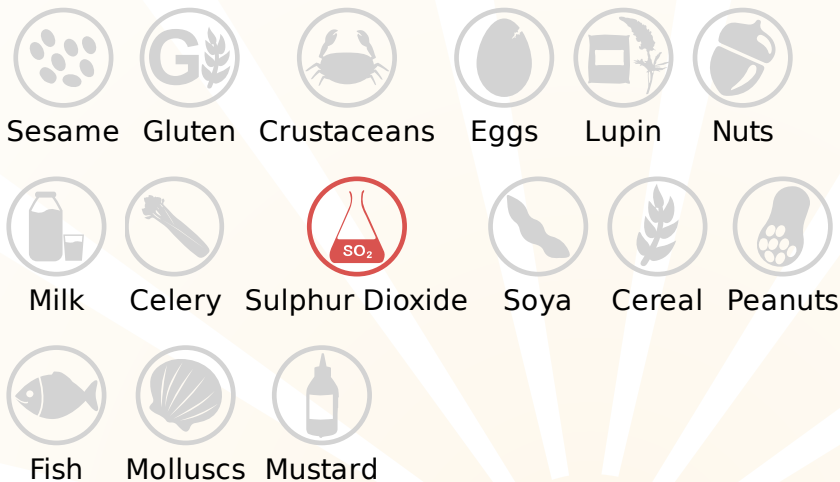 G
Sesame Gluten Crustaceans Eggs Lupin Nuts
SO₂
Milk Celery Sulphur Dioxide Soya Cereal Peanuts
Fish Molluscs Mustard